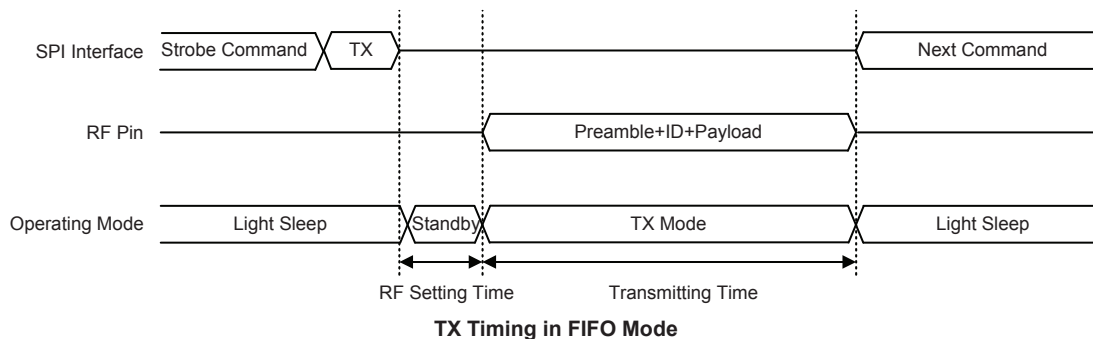 SPI Interface Strobe Command TX Next Command
RF Pin Preamble+ID+Payload
Operating Mode Light Sleep Standby TX Mode Light Sleep
RF Setting Time Transmitting Time
TX Timing in FIFO Mode